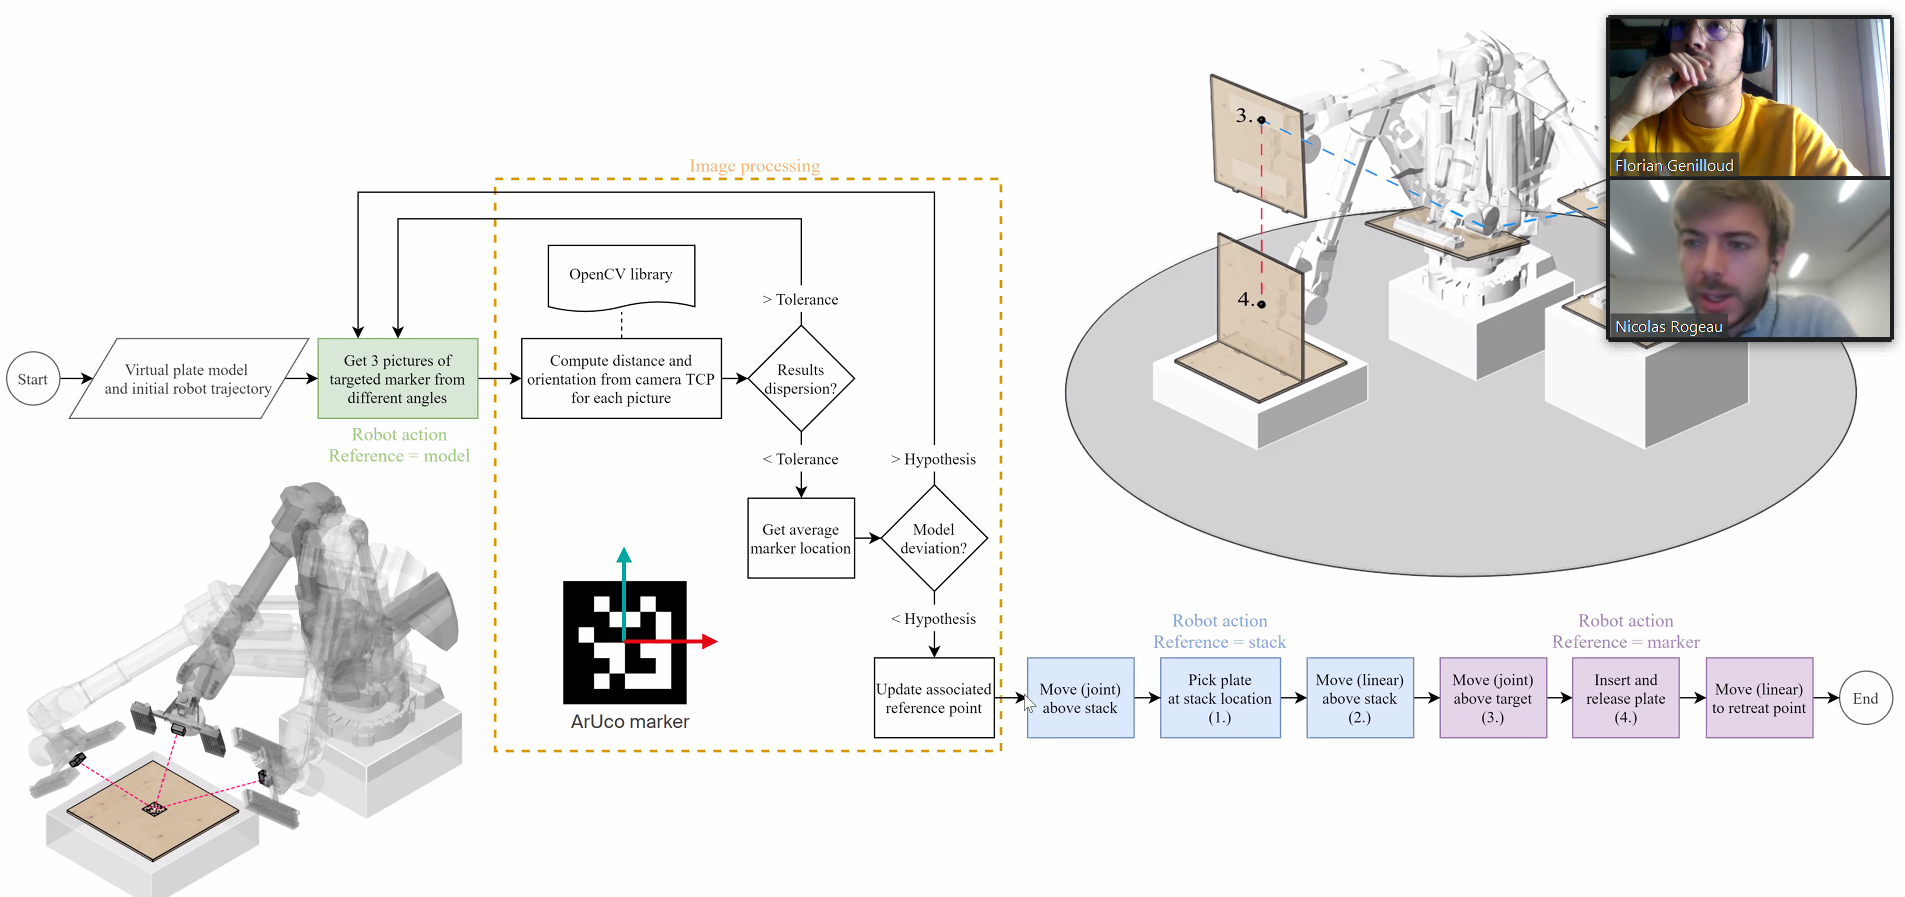 Image processing
OpenCV library
> Tolerance
Start
Virtual plate model
and initial robot trajectory
Get 3 pictures of
targeted marker from
different angles
Robot action
Reference = model
Compute distance and
orientation from camera TCP
for each picture
Results
dispersion?
< Tolerance
> Hypothesis
Get average
marker location
Model
deviation?
< Hypothesis
ArUco marker
Update associated
reference point
Robot action
Reference = stack
Move (joint)
above stack
Pick plate
at stack location
(1.)
Move (linear)
above stack
(2.)
Robot action
Reference = marker
Move (joint)
above target
(3.)
Insert and
release plate
(4.)
Move (linear)
to retreat point
End
3.
4.
Florian Genilloud
Nicolas Rogeau